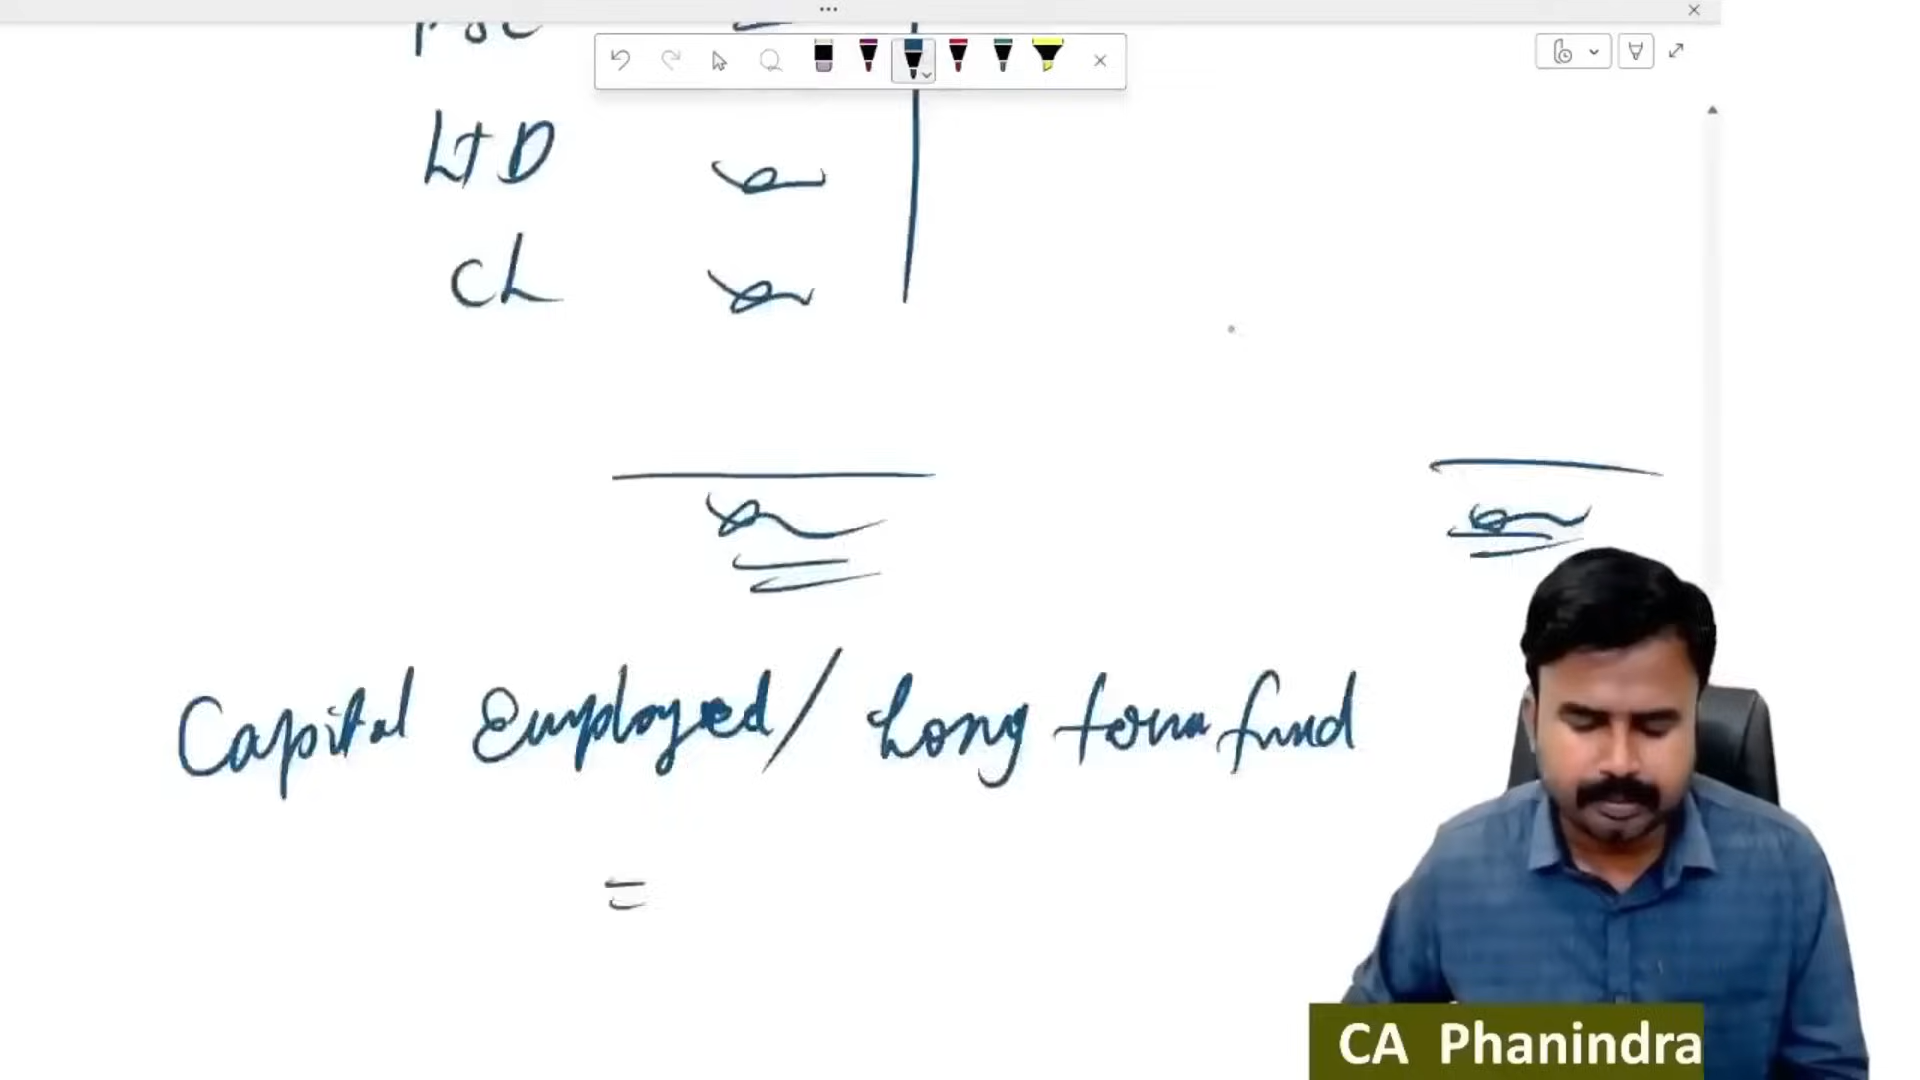 LTD
CL
Capital Employed/ Long term fund
=
CA Phanindra